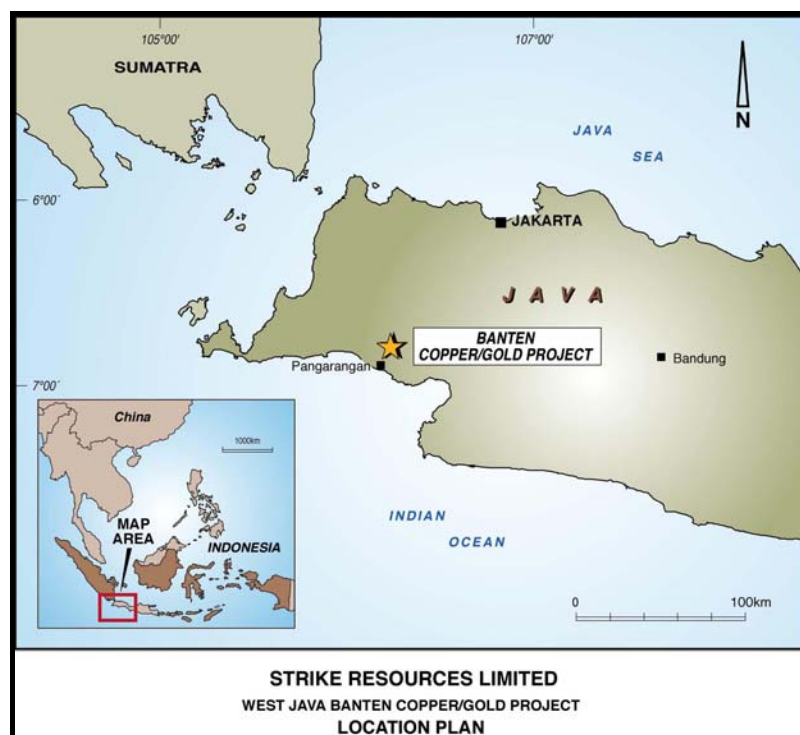 105°00'
107°00'
SUMATRA
N
JAVA
SEA
6°00'
JAKARTA
JAVA
BANTEN
COPPER/GOLD PROJECT
Pangarangan
Bandung
7°00'
China
1000km
MAP
AREA
INDONESIA
INDIAN
OCEAN
0
100km
STRIKE RESOURCES LIMITED
WEST JAVA BANTEN COPPER/GOLD PROJECT
LOCATION PLAN